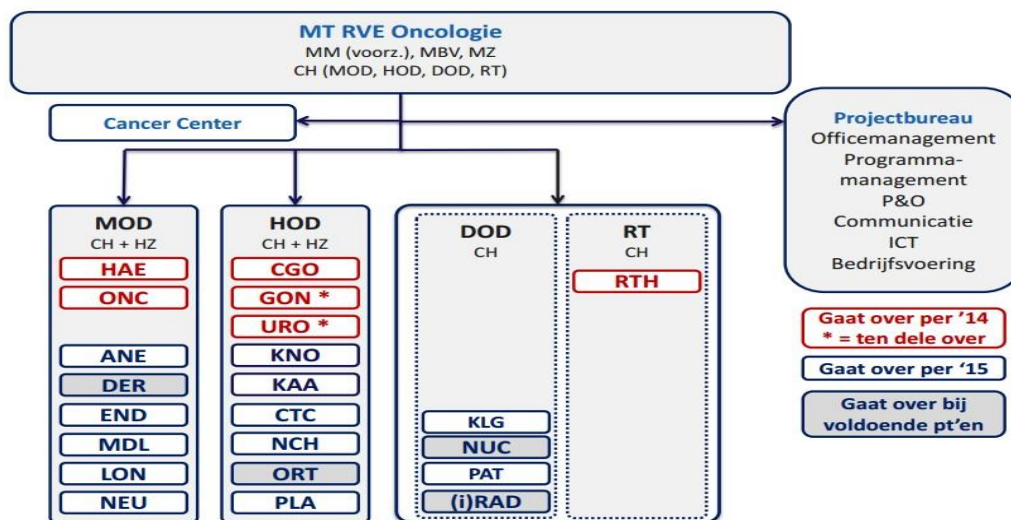 MT RVE Oncologie
MM (voorz.), MBV, MZ
CH (MOD, HOD, DOD, RT)
Cancer Center
Projectbureau
Officemanagement
Programma-
management
P&O
Communicatie
ICT
Bedrijfsvoering
MOD
CH + HZ
HAE
ONC
ANE
DER
END
MDL
LON
NEU
HOD
CH + HZ
CGO
GON *
URO *
KNO
KAA
CTC
NCH
ORT
PLA
DOD
CH
KLG
NUC
PAT
(i)RAD
RT
CH
RTH
Gaat over per ’14
* = ten dele over
Gaat over per ‘15
Gaat over bij
voldoende pt’en